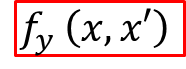 f_y (x, x′)